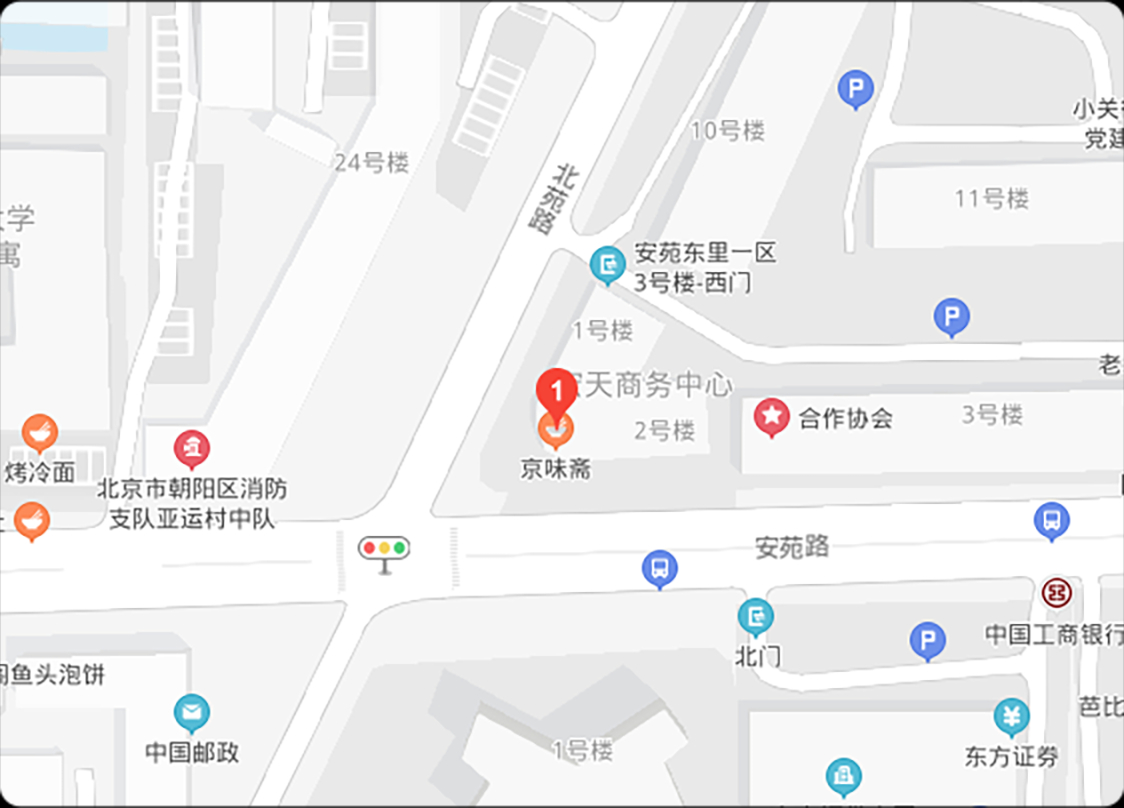 小关
党建
10号楼
24号楼
北苑路
11号楼
学
寓
安苑东里一区
3号楼-西门
1号楼
老
1
天商务中心
合作协会
3号楼
2号楼
京味斋
烤冷面
北京市朝阳区消防
支队亚运村中队
安苑路
中国工商银行
北门
鱼头泡饼
芭比
中国邮政
1号楼
东方证券
P
P
P